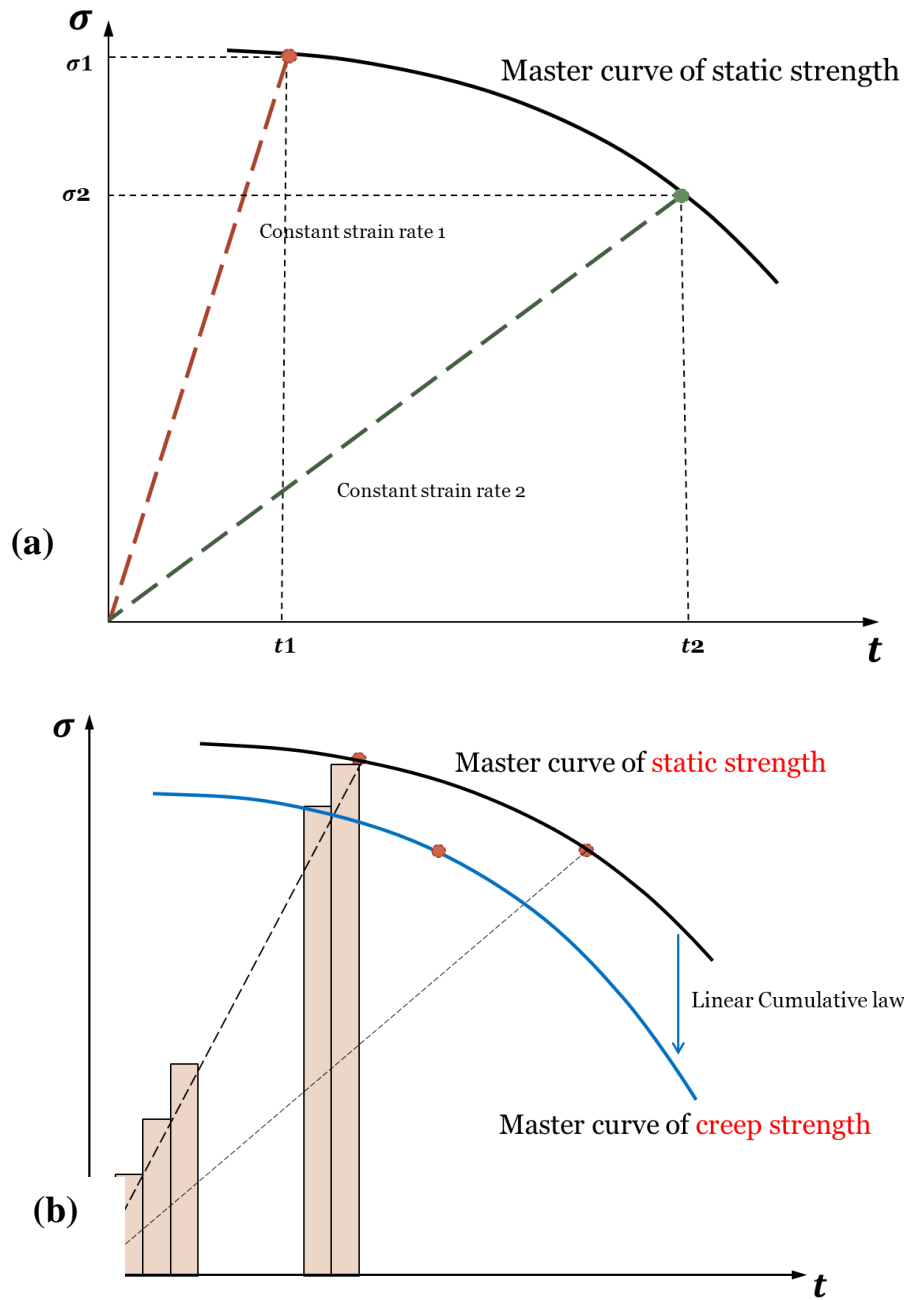 σ
σ1
Master curve of static strength
σ2
Constant strain rate 1
Constant strain rate 2
(a)
t1
t2
t
σ
Master curve of static strength
Linear Cumulative law
Master curve of creep strength
(b)
t